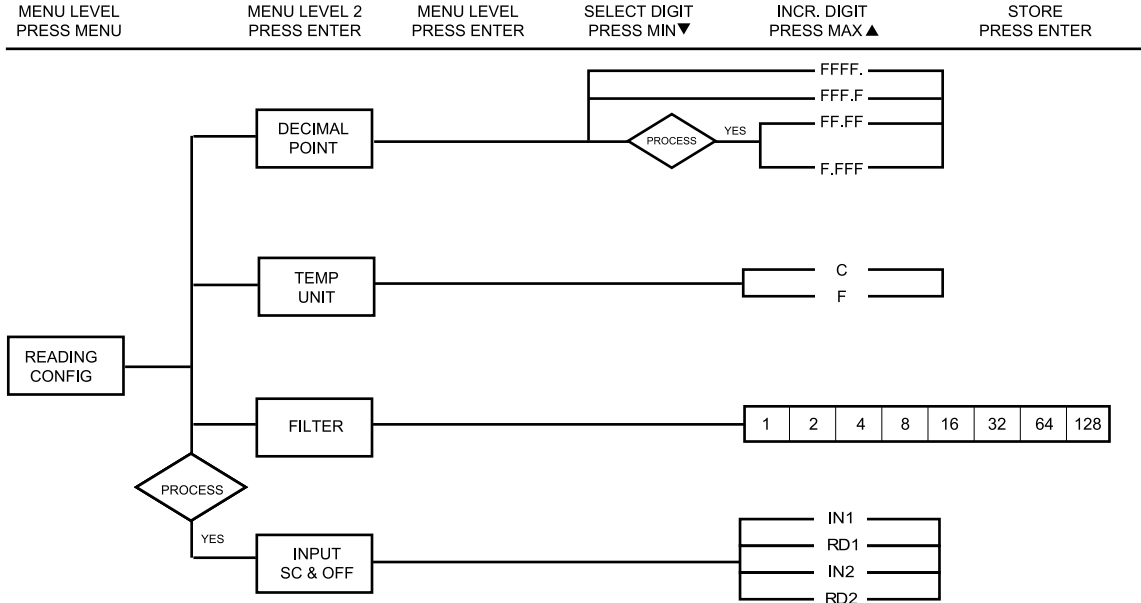 MENU LEVEL
PRESS MENU
MENU LEVEL 2
PRESS ENTER
MENU LEVEL
PRESS ENTER
SELECT DIGIT
PRESS MIN▼
INCR. DIGIT
PRESS MAX▲
STORE
PRESS ENTER
FFFF.
FFF.F
DECIMAL
POINT
PROCESS
YES
FF.FF
F.FFF
TEMP
UNIT
C
F
READING
CONFIG
FILTER
1 2 4 8 16 32 64 128
PROCESS
YES
INPUT
SC & OFF
IN1
RD1
IN2
RD2